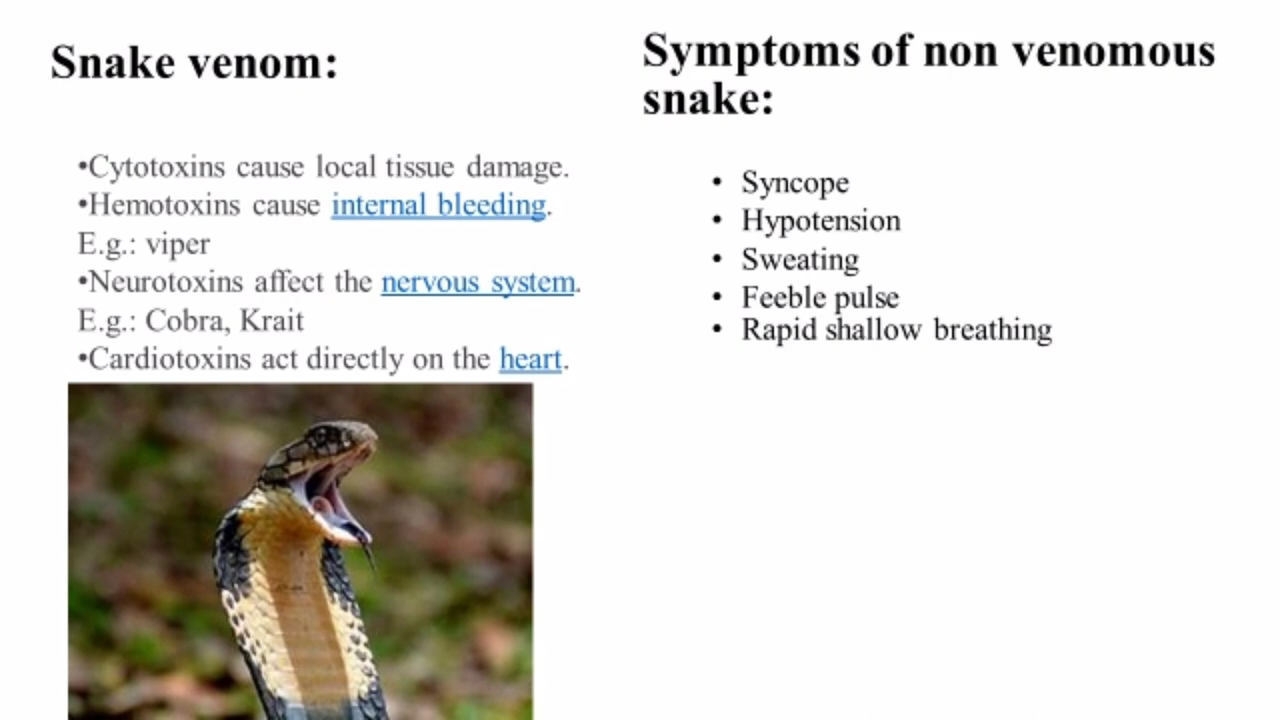 Snake venom:
•Cytotoxins cause local tissue damage.
•Hemotoxins cause internal bleeding.
E.g.: viper
•Neurotoxins affect the nervous system.
E.g.: Cobra, Krait
•Cardiotoxins act directly on the heart.
Symptoms of non venomous
snake:
• Syncope
• Hypotension
• Sweating
• Feeble pulse
• Rapid shallow breathing